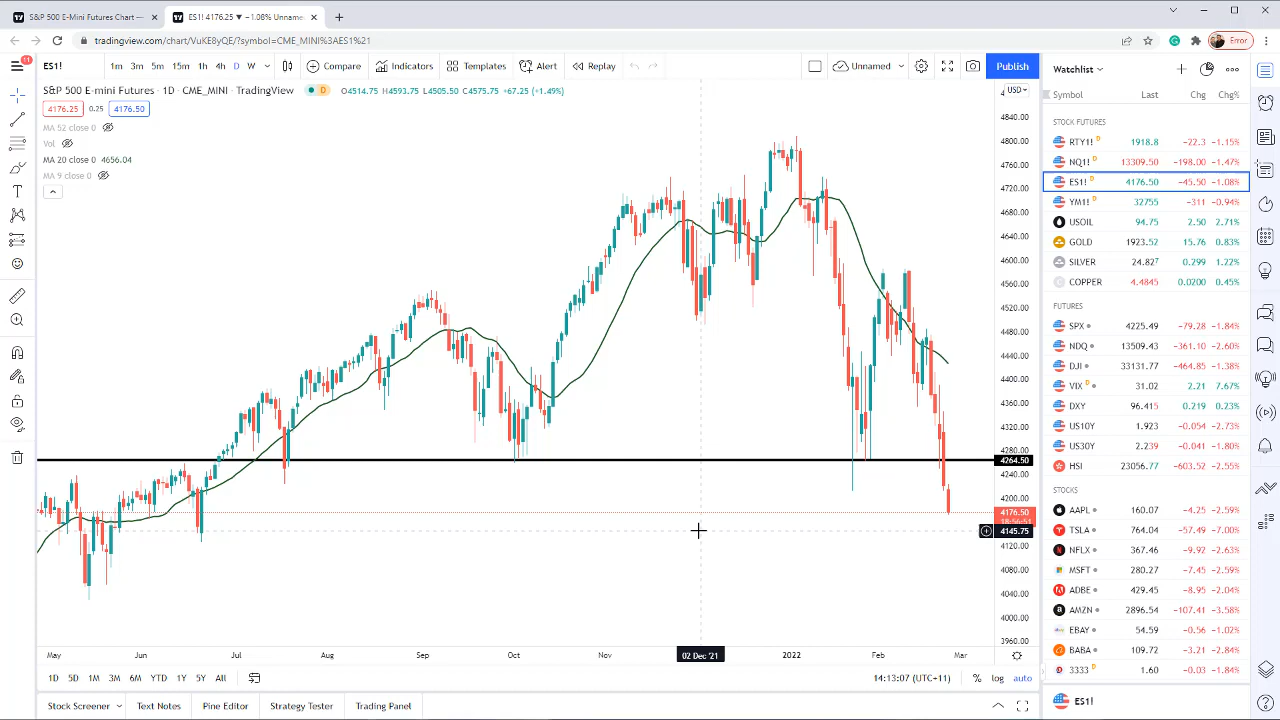 S&P 500 E-Mini Futures Chart —
ES1! 4176.25 ▼ −1.08% Unname
tradingview.com/chart/VuKE8yQE/?symbol=CME_MINI%3AES1%21
Error
11
ES1!
1m 3m 5m 15m 1h 4h D W
Compare
Indicators
Templates
Alert
Replay
Unnamed
Publish
S&P 500 E-mini Futures · 1D · CME_MINI · TradingView
D
O4514.75 H4593.75 L4505.50 C4575.75 +67.25 (+1.49%)
4176.25 0.25 4176.50
MA 52 close 0
Vol
MA 20 close 0 4656.04
MA 9 close 0
USD
4840.00
4800.00
4760.00
4720.00
4680.00
4640.00
4600.00
4560.00
4520.00
4480.00
4440.00
4400.00
4360.00
4320.00
4280.00
4264.50
4240.00
4200.00
4176.50
18:56:51
4145.75
4120.00
4080.00
4040.00
4000.00
3960.00
May Jun Jul Aug Sep Oct Nov 02 Dec '21 2022 Feb Mar
1D 5D 1M 3M 6M YTD 1Y 5Y All
14:13:07 (UTC+11) % log auto
Stock Screener Text Notes Pine Editor Strategy Tester Trading Panel
Watchlist
Symbol Last Chg Chg%
STOCK FUTURES
RTY1! D 1918.8 −22.3 −1.15%
NQ1! D 13309.50 −198.00 −1.47%
ES1! D 4176.50 −45.50 −1.08%
YM1! D 32755 −311 −0.94%
USOIL 94.75 2.50 2.71%
GOLD 1923.52 15.76 0.83%
SILVER 24.827 0.299 1.22%
COPPER 4.4845 0.0200 0.45%
FUTURES
SPX 4225.49 −79.28 −1.84%
NDQ 13509.43 −361.10 −2.60%
DJI 33131.77 −464.85 −1.38%
VIX D 31.02 2.21 7.67%
DXY 96.415 0.219 0.23%
US10Y 1.923 −0.054 −2.73%
US30Y 2.239 −0.041 −1.80%
HSI 23056.77 −603.52 −2.55%
STOCKS
AAPL 160.07 −4.25 −2.59%
TSLA 764.04 −57.49 −7.00%
NFLX 367.46 −9.92 −2.63%
MSFT 280.27 −7.45 −2.59%
ADBE 429.45 −8.95 −2.04%
AMZN 2896.54 −107.41 −3.58%
EBAY 54.59 −0.56 −1.02%
BABA 109.72 −3.21 −2.84%
3333 D 1.60 −0.03 −1.84%
ES1!